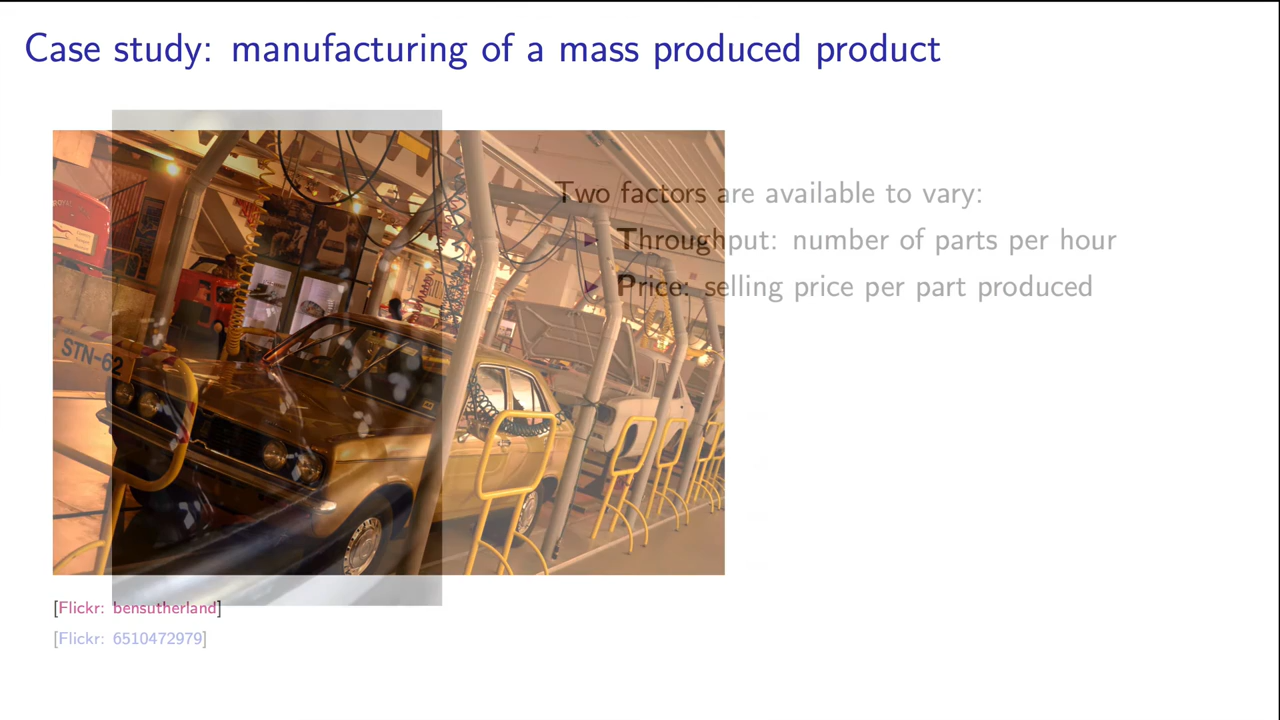 Case study: manufacturing of a mass produced product
Two factors are available to vary:
Throughput: number of parts per hour
Price: selling price per part produced
STN-62
[Flickr: bensutherland]
[Flickr: 6510472979]